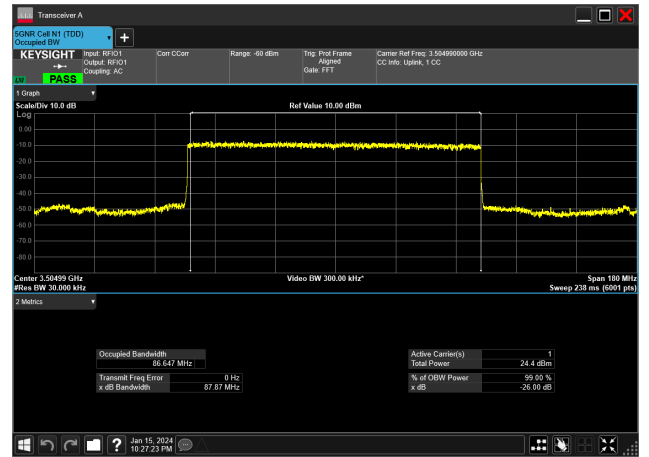 Transceiver A
5GNR Cell N1 (TDD)
Occupied BW
+
KEYSIGHT
LXI
PASS
Input: RFIO1
Output: RFIO1
Coupling: AC
Corr CCorr
Range: -60 dBm
Trig: Prot Frame
Aligned
Gate: FFT
Carrier Ref Freq: 3.504990000 GHz
CC Info: Uplink, 1 CC
1 Graph
Scale/Div 10.0 dB
Ref Value 10.00 dBm
Log
0.00
-10.0
-20.0
-30.0
-40.0
-50.0
-60.0
-70.0
-80.0
Center 3.50499 GHz
Video BW 300.00 kHz*
Span 180 MHz
#Res BW 30.000 kHz
Sweep 238 ms (6001 pts)
2 Metrics
Occupied Bandwidth
86.647 MHz
Active Carrier(s) 1
Total Power 24.4 dBm
Transmit Freq Error 0 Hz
x dB Bandwidth 87.87 MHz
% of OBW Power 99.00 %
x dB -26.00 dB
?
Jan 15, 2024
10:27:23 PM